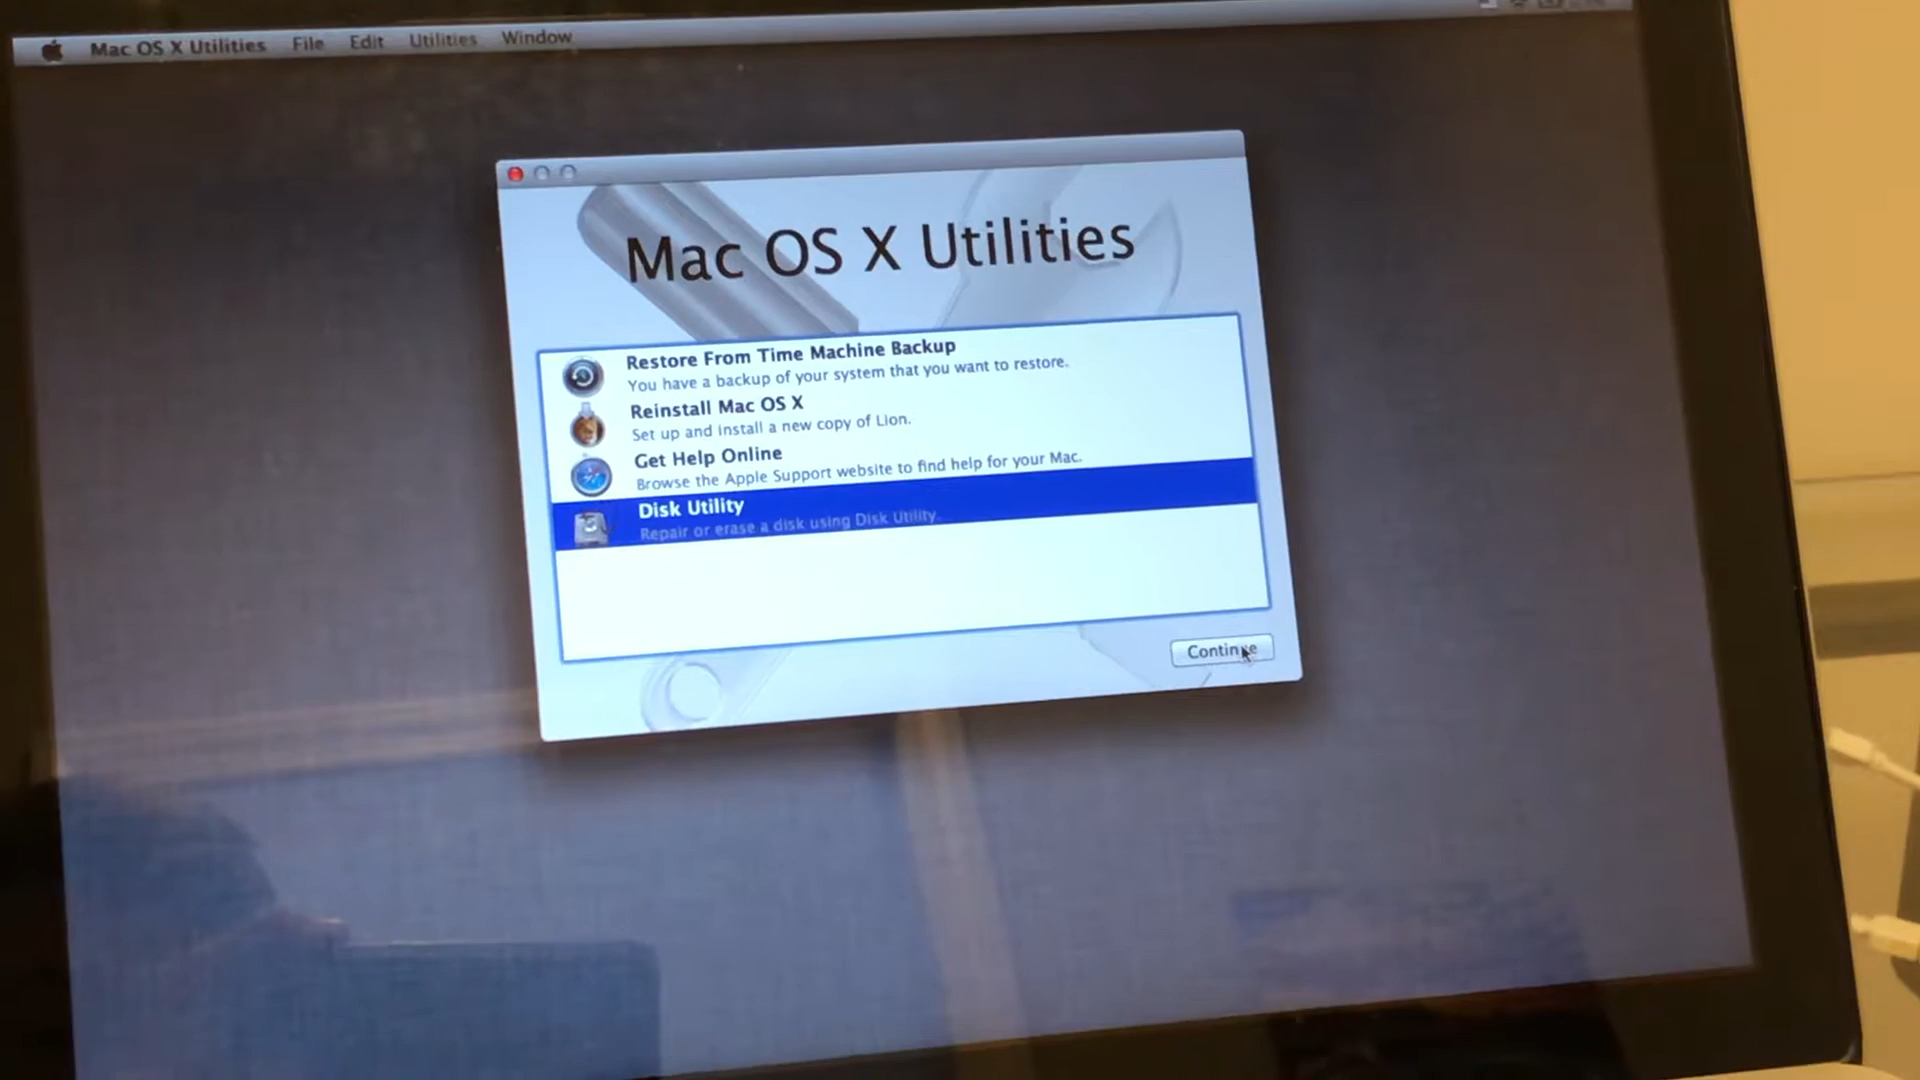 Mac OS X Utilities File Edit Utilities Window
Mac OS X Utilities
Restore From Time Machine Backup
You have a backup of your system that you want to restore.
Reinstall Mac OS X
Set up and install a new copy of Lion.
Get Help Online
Browse the Apple Support website to find help for your Mac.
Disk Utility
Repair or erase a disk using Disk Utility.
Continue